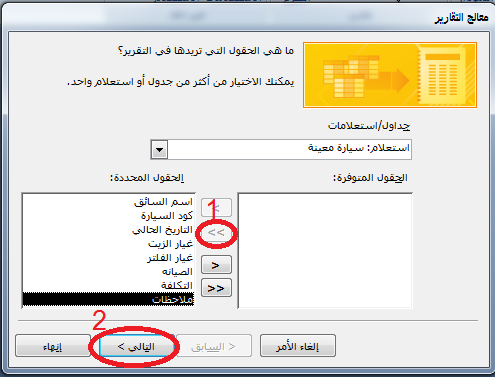 معالج التقارير
ما هي الحقول التي تريدها في التقرير؟
يمكنك الاختيار من أكثر من جدول أو استعلام واحد.
جداول/استعلامات
استعلام: سيارة معينة
الحقول المتوفرة:
الحقول المحددة:
اسم السائق
كود السيارة
التاريخ الحالي
غيار الزيت
غيار الفلتر
الصيانه
التكلفة
ملاحظات
1
<
<<
>
>>
2
إلغاء الأمر
< السابق
التالي >
إنهاء